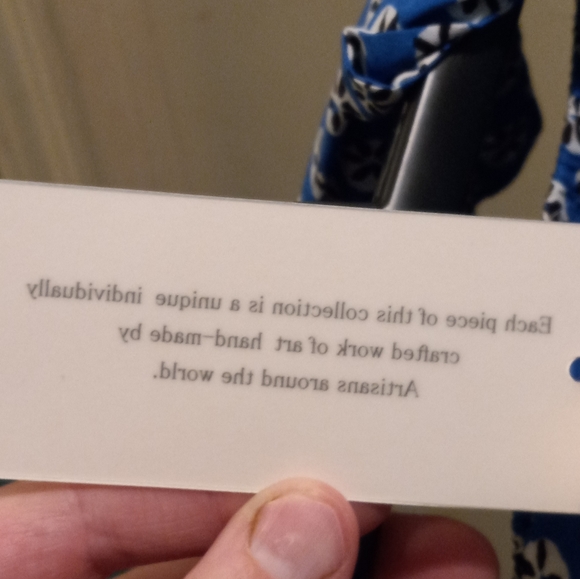 Each piece of this collection is a unique individually
crafted work of art hand-made by
Artisans around the world.